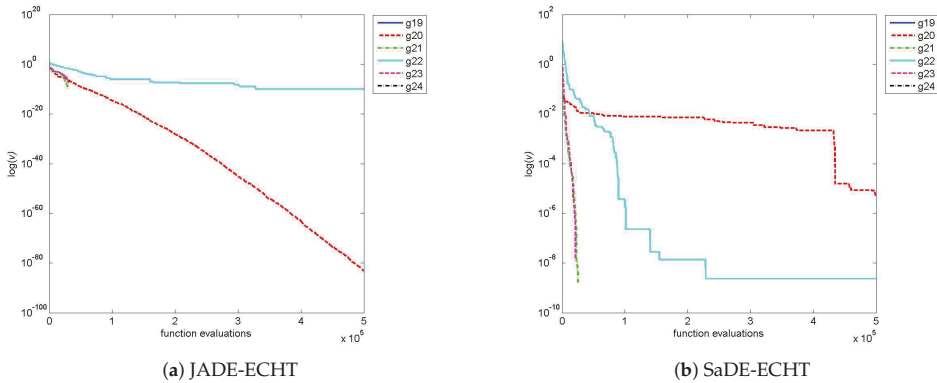 10^20
10^0
10^-20
10^-40
10^-60
10^-80
10^-100
log(v)
0
1
2
3
4
5
function evaluations
x 10^5
g19
g20
g21
g22
g23
g24
(a) JADE-ECHT
10^2
10^0
10^-2
10^-4
10^-6
10^-8
10^-10
log(v)
0
1
2
3
4
5
function evaluations
x 10^5
g19
g20
g21
g22
g23
g24
(b) SaDE-ECHT